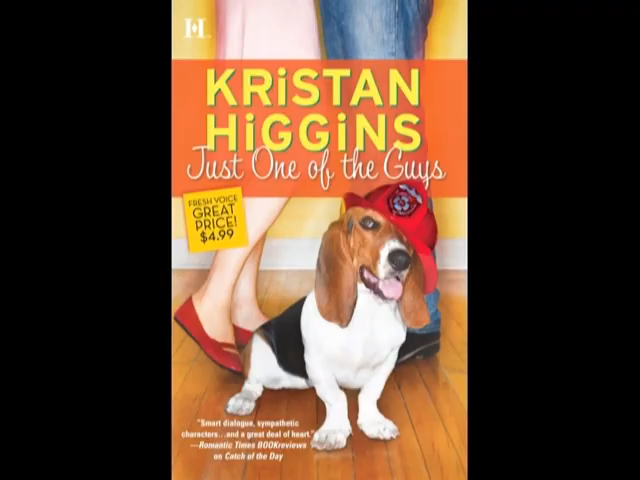 H
KRiSTAN
HiGGiNS
Just One of the Guys
FRESH VOICE
GREAT
PRICE!
$4.99
"Smart dialogue, sympathetic
characters...and a great deal of heart."
—Romantic Times BOOKreviews
on Catch of the Day